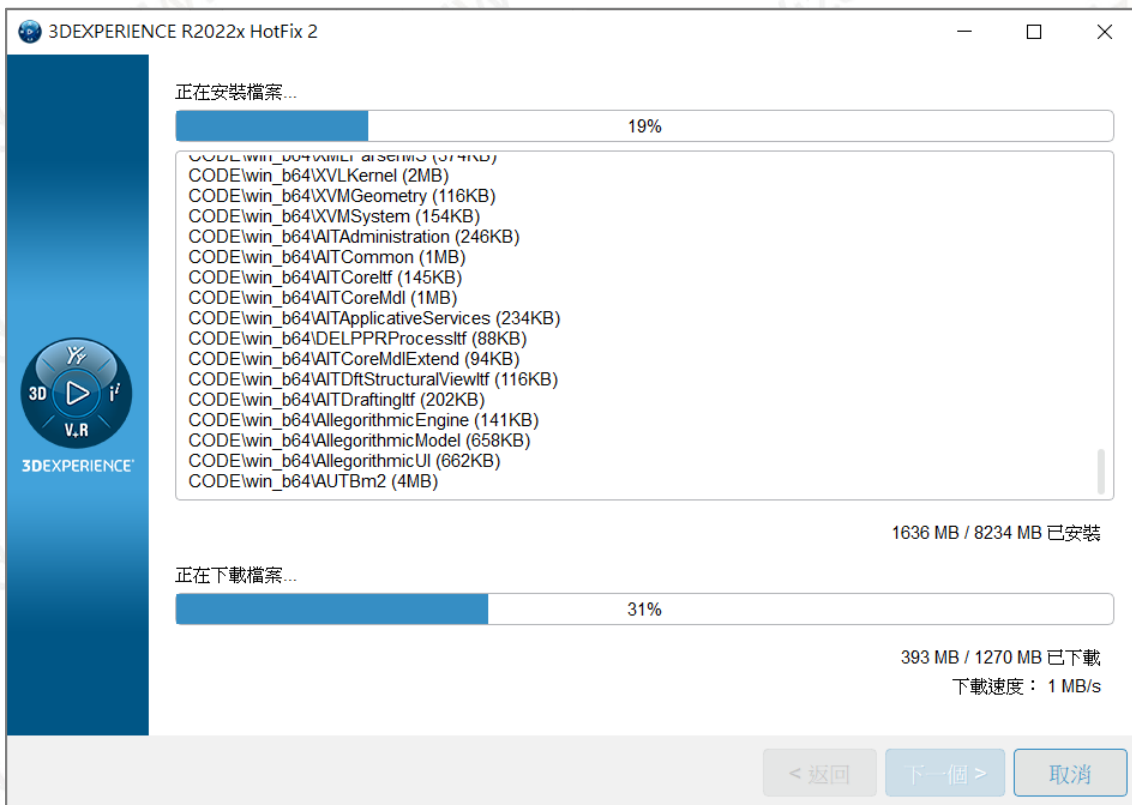 3DEXPERIENCE R2022x HotFix 2
正在安裝檔案...
19%
CODE\win_b64\XMLParserMS (374KB)
CODE\win_b64\XVLKernel (2MB)
CODE\win_b64\XVMGeometry (116KB)
CODE\win_b64\XVMSystem (154KB)
CODE\win_b64\AITAdministration (246KB)
CODE\win_b64\AITCommon (1MB)
CODE\win_b64\AITCoreItf (145KB)
CODE\win_b64\AITCoreMdl (1MB)
CODE\win_b64\AITApplicativeServices (234KB)
CODE\win_b64\DELPPRProcessItf (88KB)
CODE\win_b64\AITCoreMdlExtend (94KB)
CODE\win_b64\AITDftStructuralViewItf (116KB)
CODE\win_b64\AITDraftingItf (202KB)
CODE\win_b64\AllegorithmicEngine (141KB)
CODE\win_b64\AllegorithmicModel (658KB)
CODE\win_b64\AllegorithmicUI (662KB)
CODE\win_b64\AUTBm2 (4MB)
3D
V+R
3DEXPERIENCE
1636 MB / 8234 MB 已安裝
正在下載檔案...
31%
393 MB / 1270 MB 已下載
下載速度： 1 MB/s
< 返回
下一個 >
取消